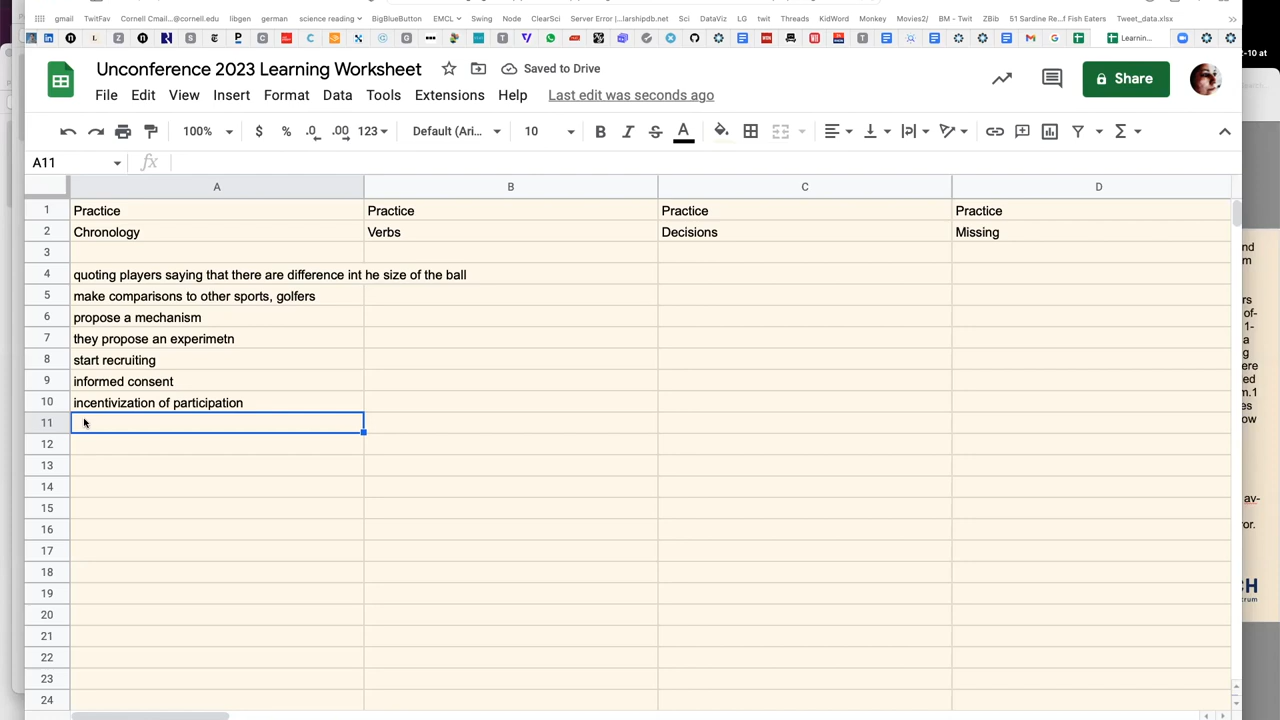 gmail TwitFav Cornell Cmail...@cornell.edu libgen german science reading BigBlueButton EMCL Swing Node ClearSci Server Error |...larshipdb.net Sci DataViz LG twit Threads KidWord Monkey Movies2/ BM - Twit ZBib 51 Sardine Re...f Fish Eaters Tweet_data.xlsx
Learnin...
Unconference 2023 Learning Worksheet Saved to Drive
Share
File Edit View Insert Format Data Tools Extensions Help Last edit was seconds ago
100% $ % .0 .00 123 Default (Ari... 10 B I S A Σ
A11 fx
A B C D
1 Practice Practice Practice Practice
2 Chronology Verbs Decisions Missing
3
4 quoting players saying that there are difference int he size of the ball
5 make comparisons to other sports, golfers
6 propose a mechanism
7 they propose an experimetn
8 start recruiting
9 informed consent
10 incentivization of participation
11
12
13
14
15
16
17
18
19
20
21
22
23
24